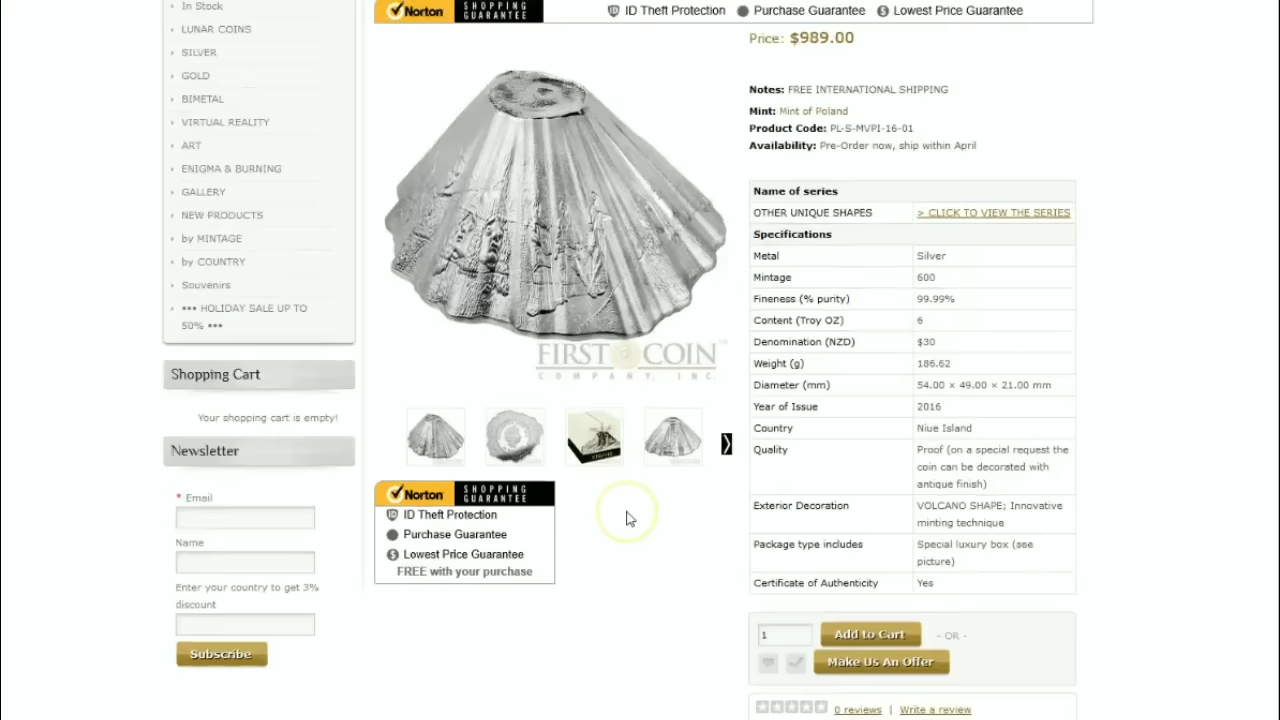 In Stock
LUNAR COINS
SILVER
GOLD
BIMETAL
VIRTUAL REALITY
ART
ENIGMA & BURNING
GALLERY
NEW PRODUCTS
by MINTAGE
by COUNTRY
Souvenirs
••• HOLIDAY SALE UP TO
50% •••
Shopping Cart
Your shopping cart is empty!
Newsletter
* Email
Name
Enter your country to get 3%
discount
Subscribe
Norton SHOPPING GUARANTEE
ID Theft Protection
Purchase Guarantee
Lowest Price Guarantee
FIRST COIN
COMPANY, INC.
Norton SHOPPING GUARANTEE
ID Theft Protection
Purchase Guarantee
Lowest Price Guarantee
FREE with your purchase
Price: $989.00
Notes: FREE INTERNATIONAL SHIPPING
Mint: Mint of Poland
Product Code: PL-S-MVPI-16-01
Availability: Pre-Order now, ship within April
Name of series
OTHER UNIQUE SHAPES > CLICK TO VIEW THE SERIES
Specifications
Metal Silver
Mintage 600
Fineness (% purity) 99.99%
Content (Troy OZ) 6
Denomination (NZD) $30
Weight (g) 186.62
Diameter (mm) 54.00 × 49.00 × 21.00 mm
Year of Issue 2016
Country Niue Island
Quality Proof (on a special request the
coin can be decorated with
antique finish)
Exterior Decoration VOLCANO SHAPE; Innovative
minting technique
Package type includes Special luxury box (see
picture)
Certificate of Authenticity Yes
1 Add to Cart - OR -
Make Us An Offer
0 reviews | Write a review